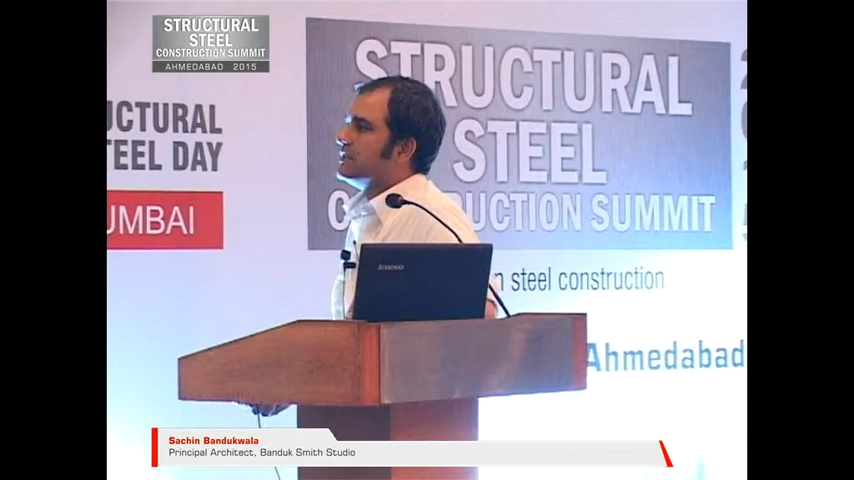 STRUCTURAL
STEEL
CONSTRUCTION SUMMIT
AHMEDABAD 2015
STRUCTURAL
STEEL
CONSTRUCTION SUMMIT
UCTURAL
TEEL DAY
UMBAI
n steel construction
Ahmedabad
lenovo
Sachin Bandukwala
Principal Architect, Banduk Smith Studio